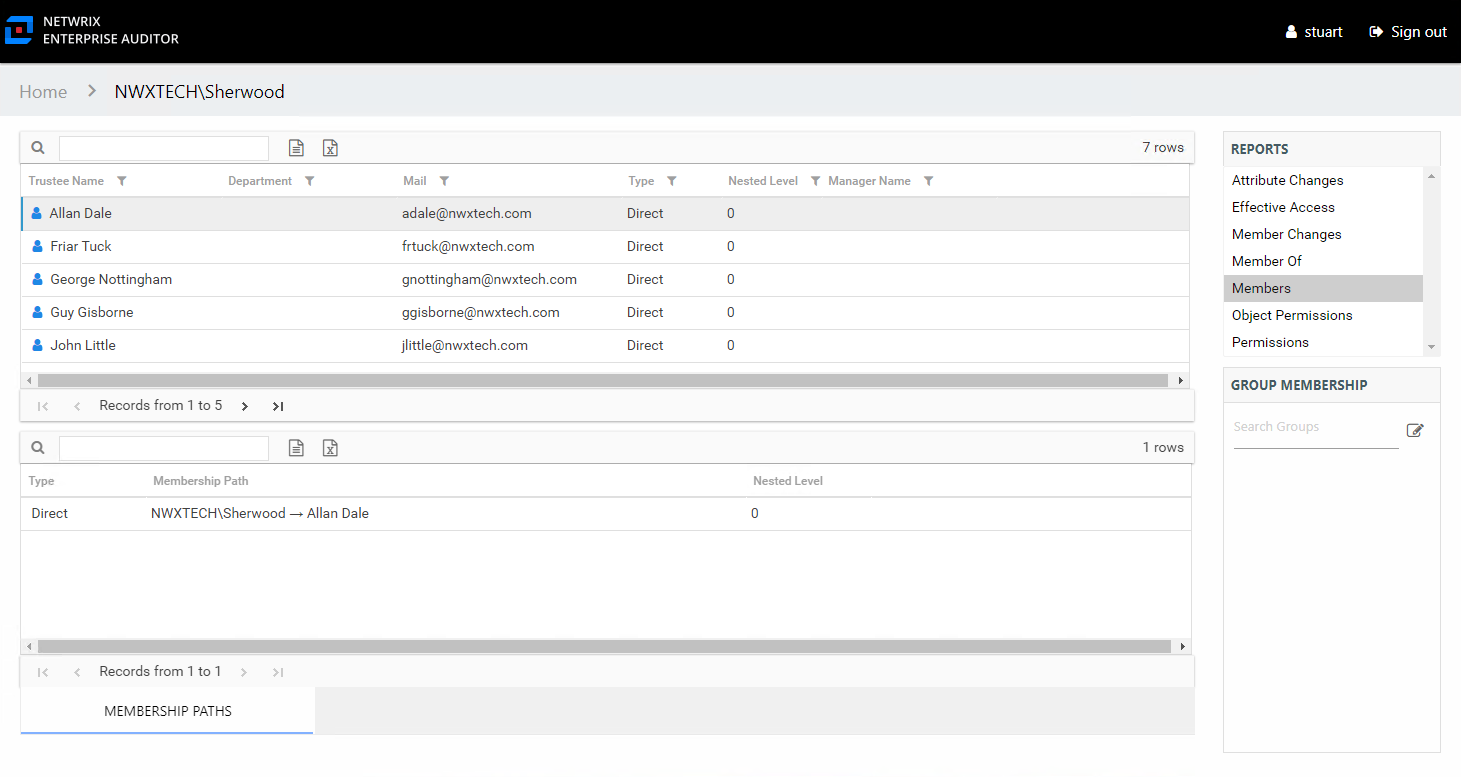 NETWRIX
ENTERPRISE AUDITOR
stuart Sign out
Home > NWXTECH\Sherwood
7 rows
Trustee Name Department Mail Type Nested Level Manager Name
Allan Dale adale@nwxtech.com Direct 0
Friar Tuck frtuck@nwxtech.com Direct 0
George Nottingham gnottingham@nwxtech.com Direct 0
Guy Gisborne ggisborne@nwxtech.com Direct 0
John Little jlittle@nwxtech.com Direct 0
Records from 1 to 5
1 rows
Type Membership Path Nested Level
Direct NWXTECH\Sherwood → Allan Dale 0
Records from 1 to 1
MEMBERSHIP PATHS
REPORTS
Attribute Changes
Effective Access
Member Changes
Member Of
Members
Object Permissions
Permissions
GROUP MEMBERSHIP
Search Groups